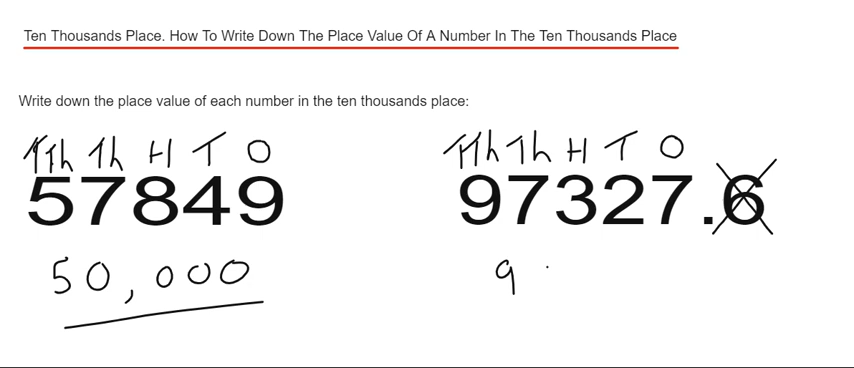 Ten Thousands Place. How To Write Down The Place Value Of A Number In The Ten Thousands Place
Write down the place value of each number in the ten thousands place:
TTh Th H T O
57849
50,000
TTh Th H T O
97327.6
9